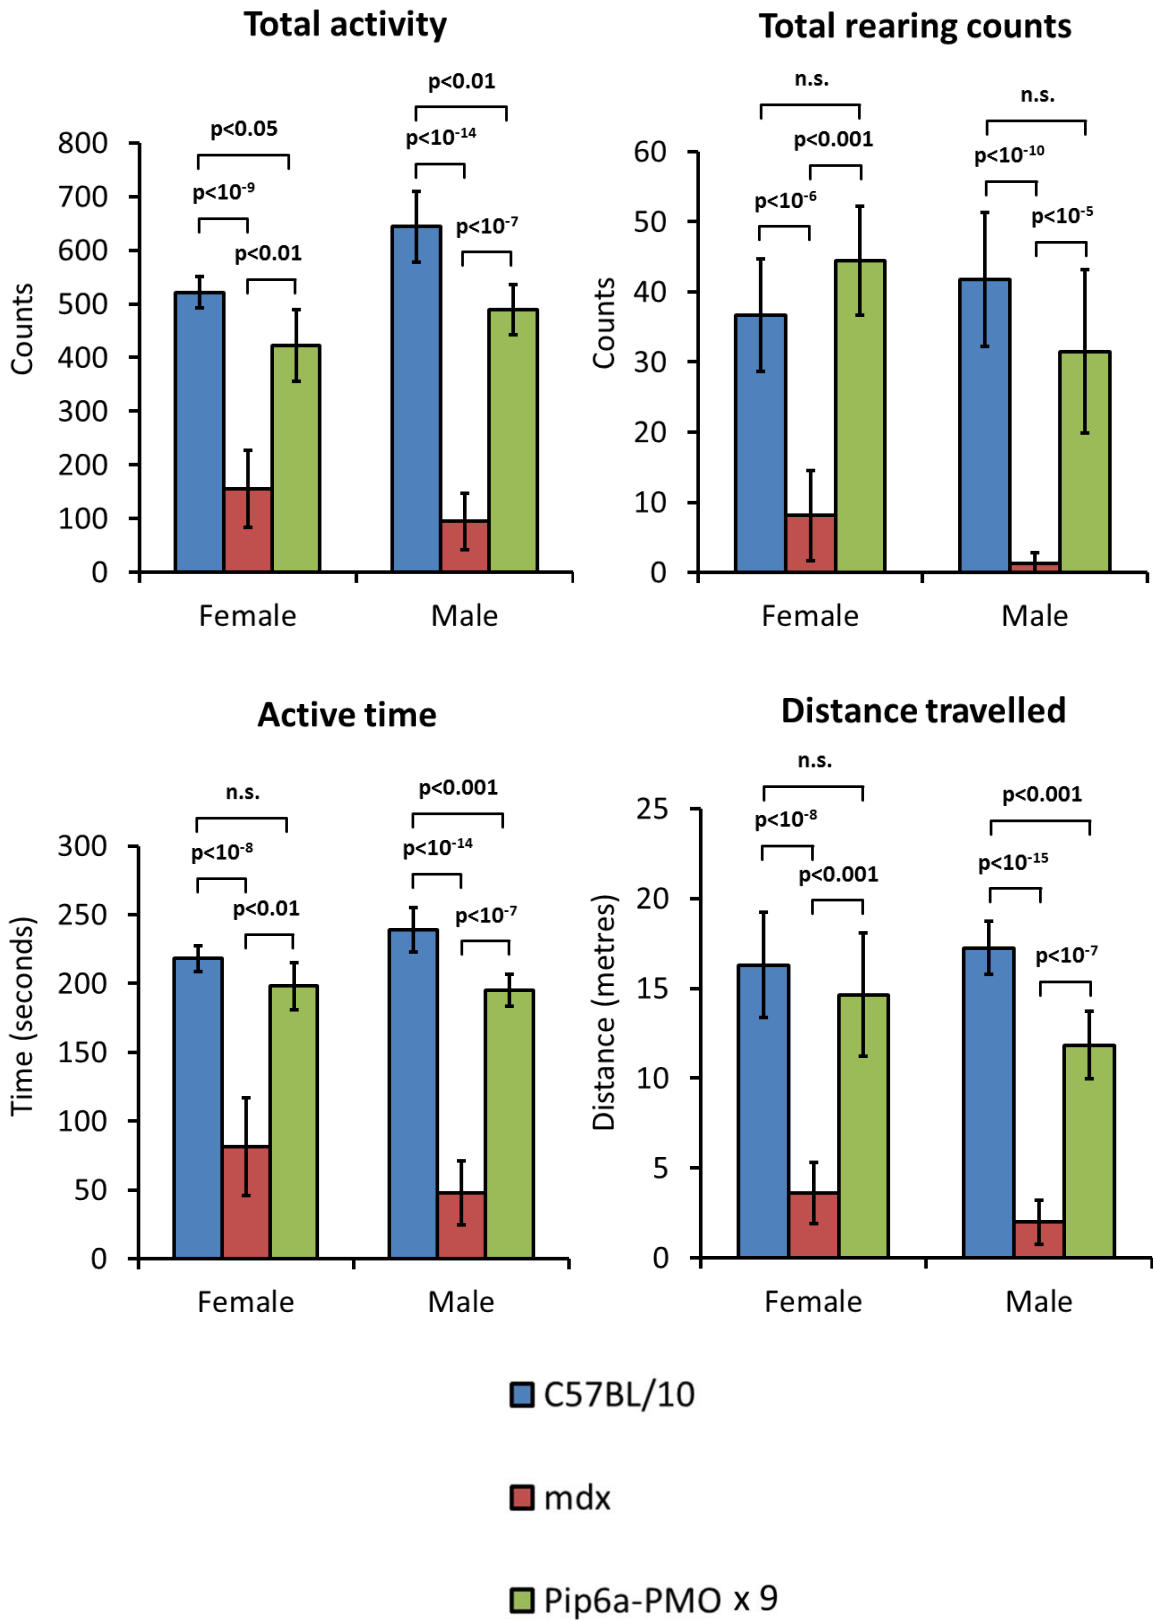 Total activity
p<0.01
p<0.05
p<10⁻¹⁴
p<10⁻⁹
p<10⁻⁷
p<0.01
800
700
600
500
400
300
200
100
0
Counts
Female
Male
Total rearing counts
n.s.
n.s.
p<0.001
p<10⁻¹⁰
p<10⁻⁶
p<10⁻⁵
60
50
40
30
20
10
0
Counts
Female
Male
Active time
n.s.
p<0.001
p<10⁻⁸
p<10⁻¹⁴
p<0.01
p<10⁻⁷
300
250
200
150
100
50
0
Time (seconds)
Female
Male
Distance travelled
n.s.
p<0.001
p<10⁻⁸
p<10⁻¹⁵
p<0.001
p<10⁻⁷
25
20
15
10
5
0
Distance (metres)
Female
Male
C57BL/10
mdx
Pip6a-PMO x 9